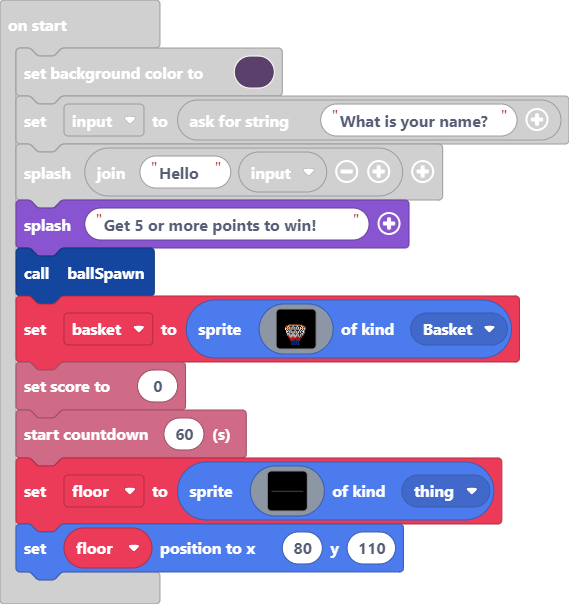 on start
set background color to
set input to ask for string "What is your name?"
splash join "Hello " input
splash "Get 5 or more points to win! "
call ballSpawn
set basket to sprite of kind Basket
set score to 0
start countdown 60 (s)
set floor to sprite of kind thing
set floor position to x 80 y 110